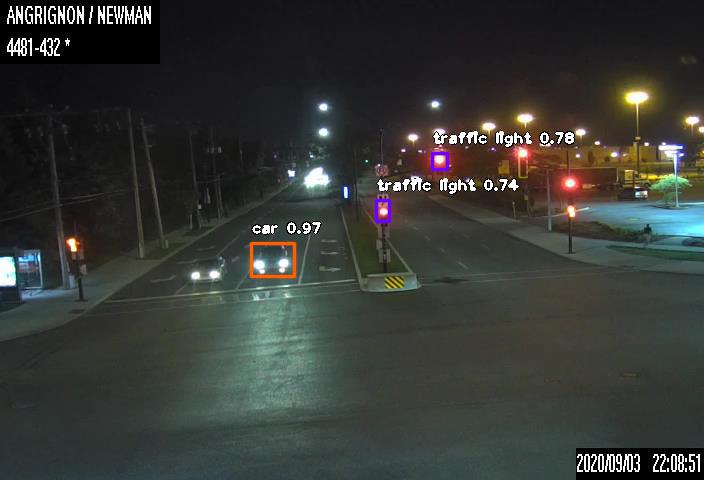 ANGRIGNON / NEWMAN
4481-432 *
traffic light 0.78
traffic light 0.74
car 0.97
2020/09/03 22:08:51